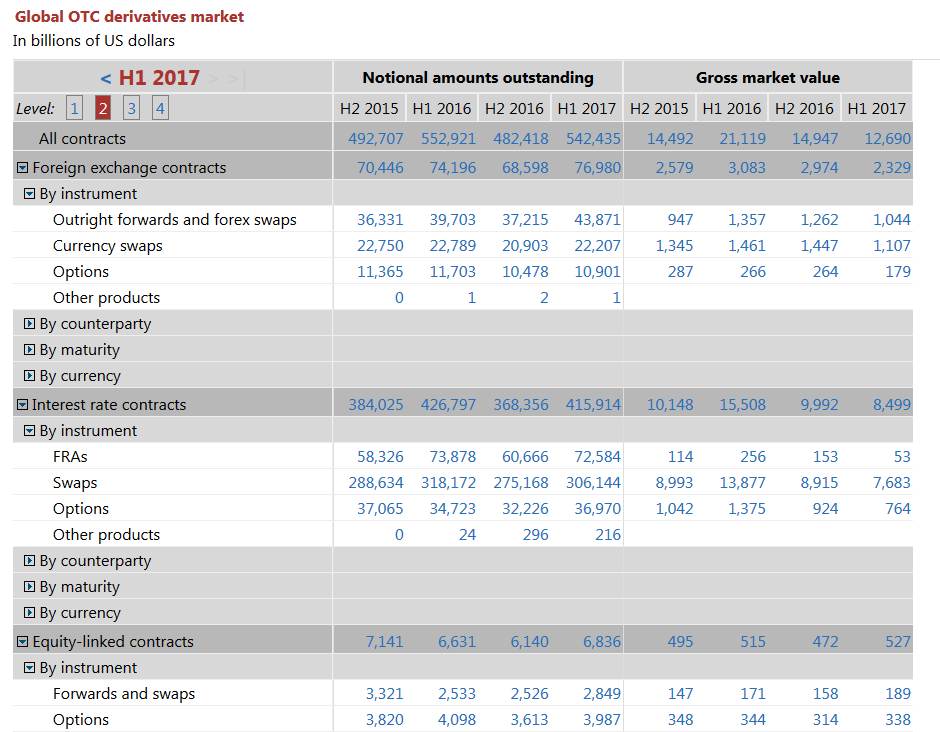 Global OTC derivatives market
In billions of US dollars
< H1 2017 > >| Notional amounts outstanding Gross market value
Level: 1 2 3 4 H2 2015 H1 2016 H2 2016 H1 2017 H2 2015 H1 2016 H2 2016 H1 2017
All contracts 492,707 552,921 482,418 542,435 14,492 21,119 14,947 12,690
Foreign exchange contracts 70,446 74,196 68,598 76,980 2,579 3,083 2,974 2,329
By instrument
Outright forwards and forex swaps 36,331 39,703 37,215 43,871 947 1,357 1,262 1,044
Currency swaps 22,750 22,789 20,903 22,207 1,345 1,461 1,447 1,107
Options 11,365 11,703 10,478 10,901 287 266 264 179
Other products 0 1 2 1
By counterparty
By maturity
By currency
Interest rate contracts 384,025 426,797 368,356 415,914 10,148 15,508 9,992 8,499
By instrument
FRAs 58,326 73,878 60,666 72,584 114 256 153 53
Swaps 288,634 318,172 275,168 306,144 8,993 13,877 8,915 7,683
Options 37,065 34,723 32,226 36,970 1,042 1,375 924 764
Other products 0 24 296 216
By counterparty
By maturity
By currency
Equity-linked contracts 7,141 6,631 6,140 6,836 495 515 472 527
By instrument
Forwards and swaps 3,321 2,533 2,526 2,849 147 171 158 189
Options 3,820 4,098 3,613 3,987 348 344 314 338